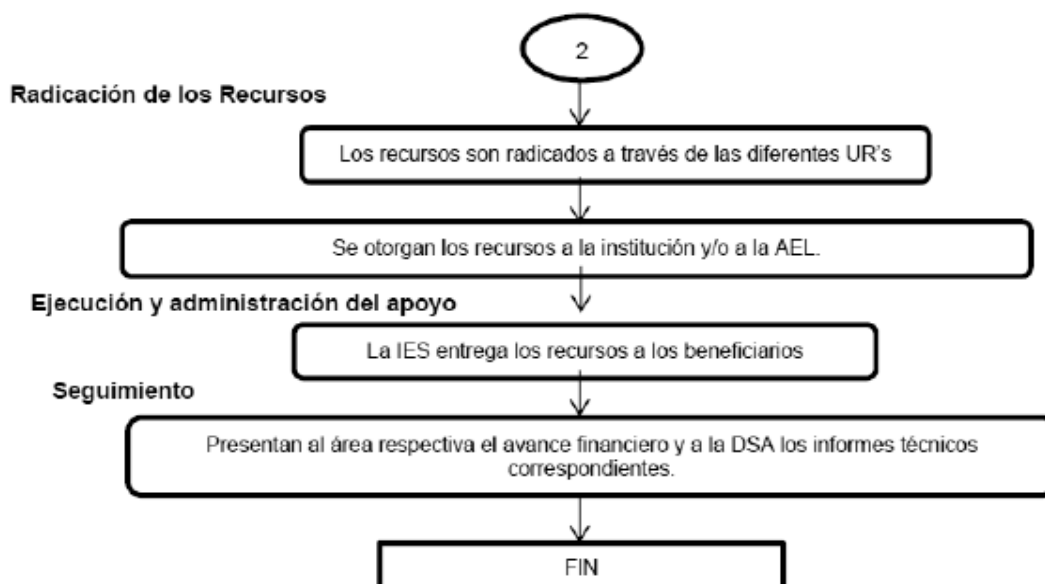 2
Radicación de los Recursos
Los recursos son radicados a través de las diferentes UR's
Se otorgan los recursos a la institución y/o a la AEL.
Ejecución y administración del apoyo
La IES entrega los recursos a los beneficiarios
Seguimiento
Presentan al área respectiva el avance financiero y a la DSA los informes técnicos
correspondientes.
FIN